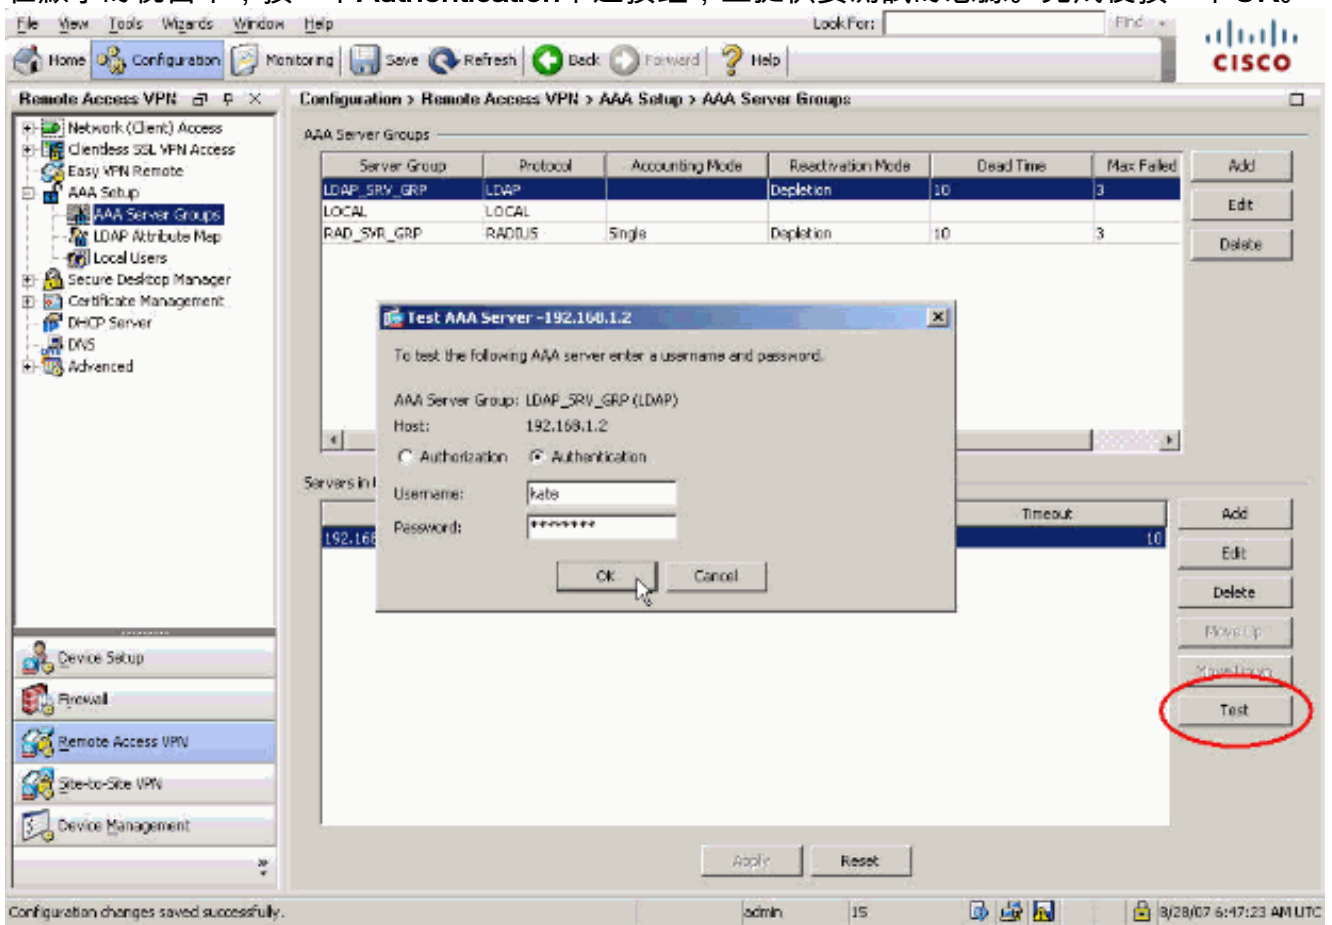 File View Tools Wizards Window Help Look For: Find
Home Configuration Monitoring Save Refresh Back Forward Help
CISCO
Remote Access VPN
Configuration > Remote Access VPN > AAA Setup > AAA Server Groups
Network (Client) Access
Clientless SSL VPN Access
Easy VPN Remote
AAA Setup
AAA Server Groups
LDAP Attribute Map
Local Users
Secure Desktop Manager
Certificate Management
DHCP Server
DNS
Advanced
AAA Server Groups
Server Group Protocol Accounting Mode Reactivation Mode Dead Time Max Failed
LDAP_SRV_GRP LDAP Depletion 10 3
LOCAL LOCAL
RAD_SVR_GRP RADIUS Single Depletion 10 3
Add
Edit
Delete
Test AAA Server -192.168.1.2
To test the following AAA server enter a username and password.
AAA Server Group: LDAP_SRV_GRP (LDAP)
Host: 192.168.1.2
Authorization Authentication
Username: kate
Password: ********
OK Cancel
Servers in
Timeout
192.168 10
Add
Edit
Delete
Move Up
Move Down
Test
Device Setup
Firewall
Remote Access VPN
Site-to-Site VPN
Device Management
Apply Reset
Configuration changes saved successfully. admin 15 8/28/07 6:47:23 AM UTC